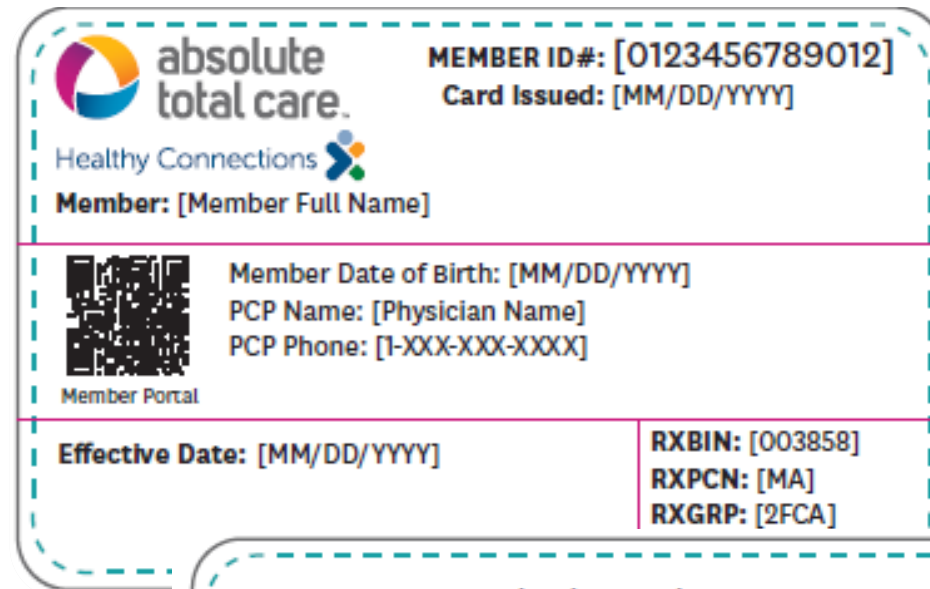 absolute
total care.
MEMBER ID#: [0123456789012]
Card Issued: [MM/DD/YYYY]
Healthy Connections
Member: [Member Full Name]
Member Date of Birth: [MM/DD/YYYY]
PCP Name: [Physician Name]
PCP Phone: [1-XXX-XXX-XXXX]
Member Portal
Effective Date: [MM/DD/YYYY]
RXBIN: [003858]
RXPCN: [MA]
RXGRP: [2FCA]